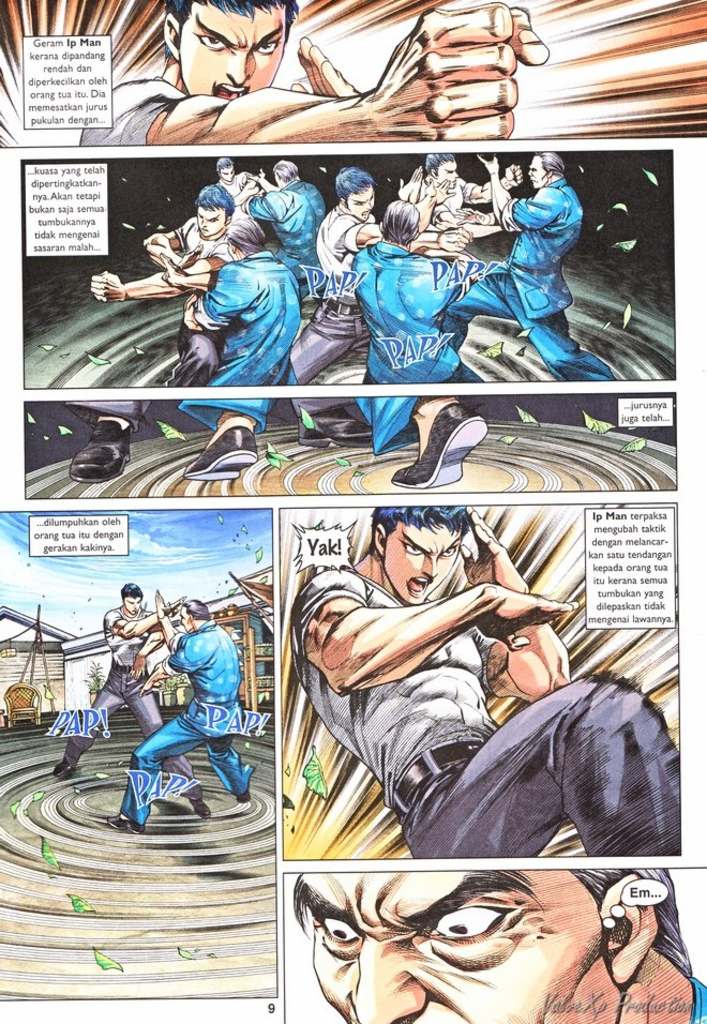 Geram Ip Man
kerana dipandang
rendah dan
diperkecilkan oleh
orang tua itu. Dia
memesatkan jurus
pukulan dengan...
...kuasa yang telah
dipertingkatkan-
nya. Akan tetapi
bukan saja semua
tumbukannya
tidak mengenai
sasaran malah...
PAP!
PAP!
PAP!
...jurusnya
juga telah...
...dilumpuhkan oleh
orang tua itu dengan
gerakan kakinya.
PAP!
PAP!
PAP!
Yak!
Ip Man terpaksa
mengubah taktik
dengan melancar-
kan satu tendangan
kepada orang tua
itu kerana semua
tumbukan yang
dilepaskan tidak
mengenai lawannya.
Em...
9